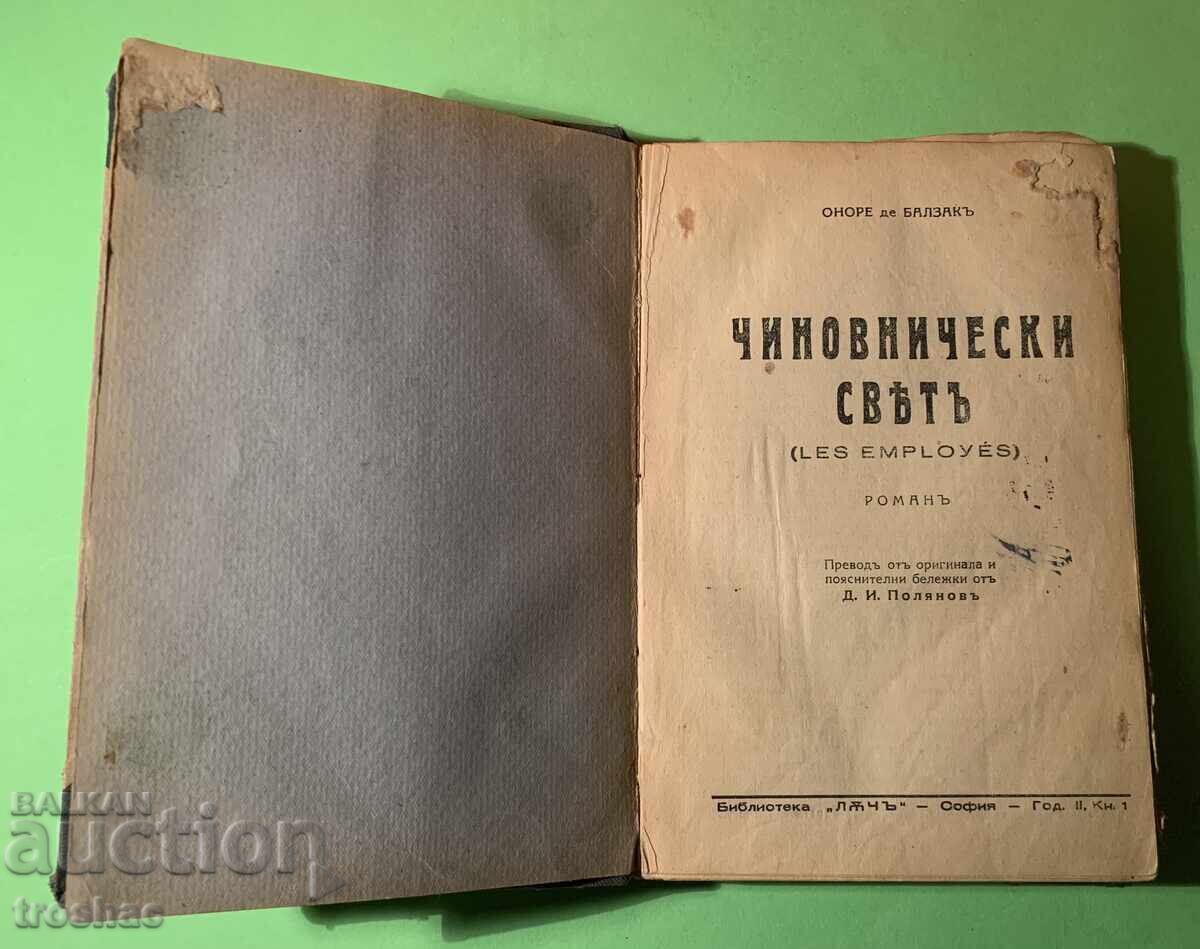 ОНОРЕ де БАЛЗАКЪ
ЧИНОВНИЧЕСКИ
СВѢТЪ
(LES EMPLOYÉS)
РОМАНЪ
Преводъ отъ оригинала и
пояснителни бележки отъ
Д. И. Поляновъ
Библиотека „ЛѪЧЪ“ — София — Год. II, Кн. 1
BALKAN
auction
troshac